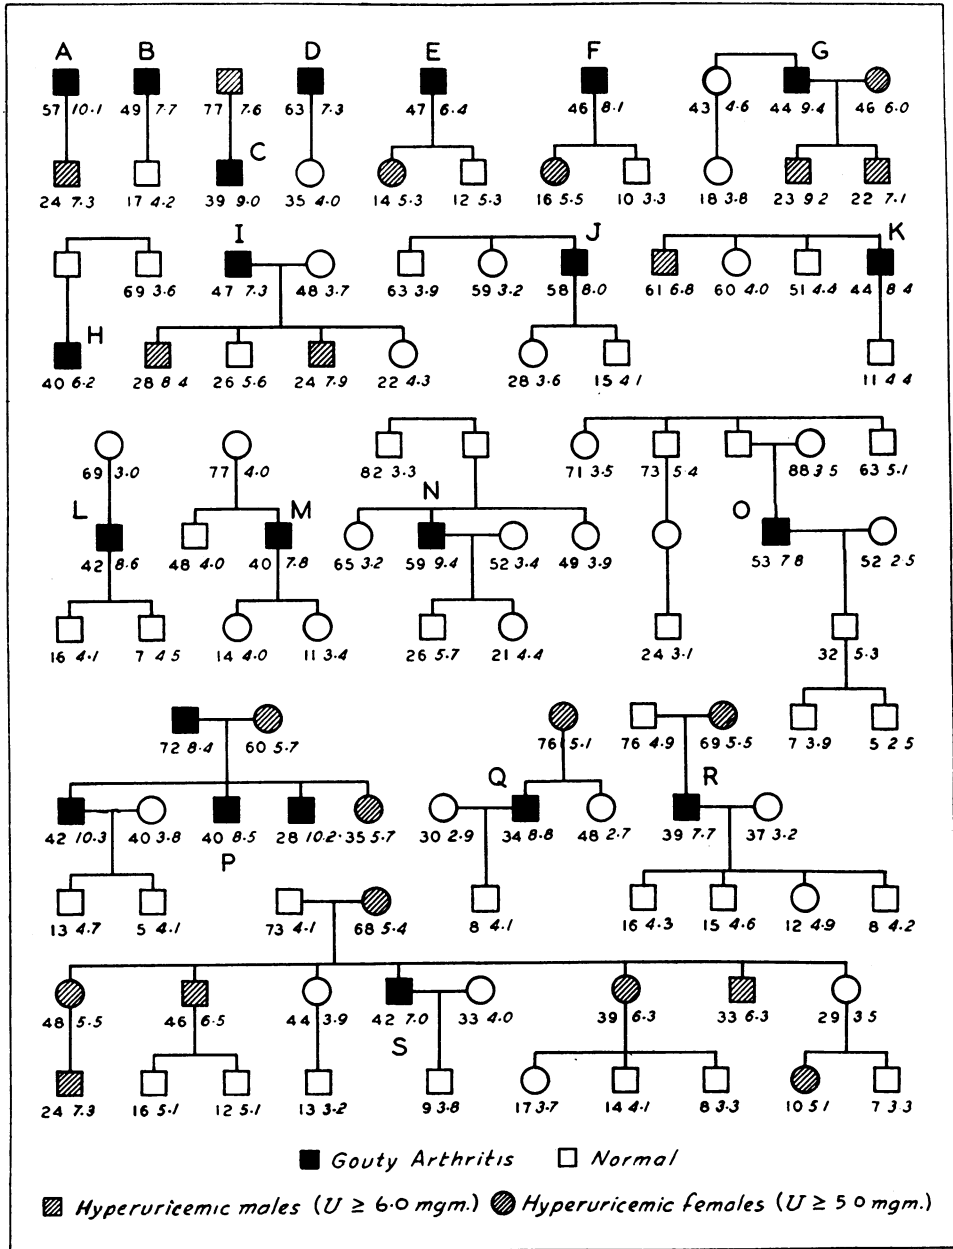 A B D E F G
57 10.1 49 7.7 77 7.6 63 7.3 47 6.4 46 8.1 43 4.6 44 9.4 46 6.0
C
24 7.3 17 4.2 39 9.0 35 4.0 14 5.3 12 5.3 16 5.5 10 3.3 18 3.8 23 9.2 22 7.1
I J K
69 3.6 47 7.3 48 3.7 63 3.9 59 3.2 58 8.0 61 6.8 60 4.0 51 4.4 44 8 4
H
40 6.2 28 8 4 26 5.6 24 7.9 22 4.3 28 3.6 15 4 1 11 4 4
69 3.0 77 4.0 82 3.3 71 3.5 73 5.4 88 3 5 63 5.1
L M N O
42 8.6 48 4.0 40 7.8 65 3.2 59 9.4 52 3.4 49 3.9 53 7 8 52 2.5
16 4.1 7 4 5 14 4.0 11 3.4 26 5.7 21 4.4 24 3.1 32 5.3
7 3.9 5 2 5
72 8.4 60 5.7 76 5.1 76 4.9 69 5.5
Q R
42 10.3 40 3.8 40 8.5 28 10.2 35 5.7 30 2.9 34 8.8 48 2.7 39 7.7 37 3.2
P
13 4.7 5 4.1 73 4.1 68 5.4 8 4.1 16 4.3 15 4.6 12 4.9 8 4.2
48 5.5 46 6.5 44 3.9 42 7.0 33 4.0 39 6.3 33 6.3 29 3 5
S
24 7.3 16 5.1 12 5.1 13 3.2 9 3.8 17 3.7 14 4.1 8 3.3 10 5 1 7 3 3
Gouty Arthritis Normal
Hyperuricemic males (U ≥ 6.0 mgm.) Hyperuricemic females (U ≥ 5 0 mgm.)